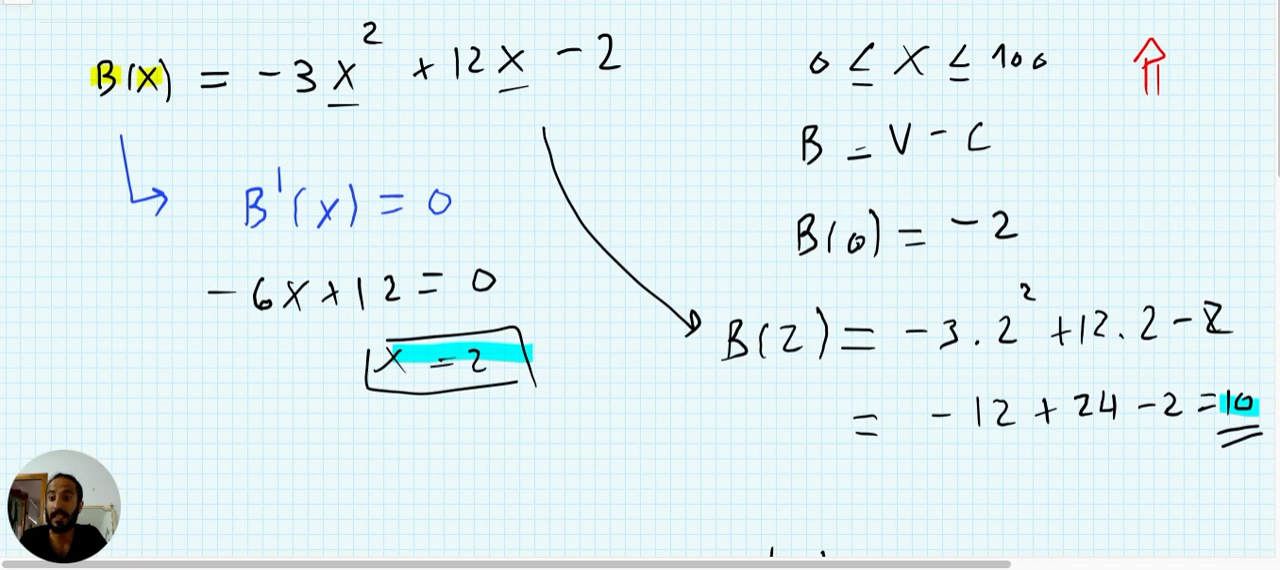 B(x) = -3x² + 12x - 2
0 ≤ x ≤ 100
B = V - C
B'(x) = 0
B(0) = -2
-6x + 12 = 0
B(2) = -3.2² + 12.2 - 2
x = 2
= -12 + 24 - 2 = 10